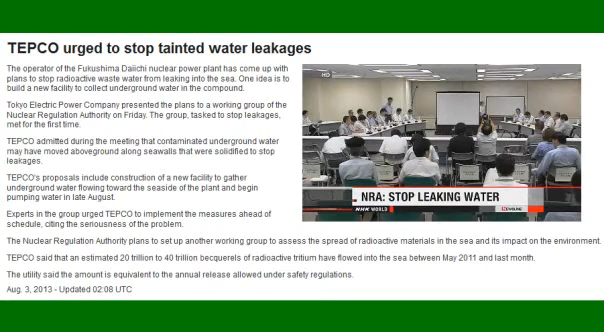 TEPCO urged to stop tainted water leakages
The operator of the Fukushima Daiichi nuclear power plant has come up with
plans to stop radioactive waste water from leaking into the sea. One idea is to
build a new facility to collect underground water in the compound.
Tokyo Electric Power Company presented the plans to a working group of the
Nuclear Regulation Authority on Friday. The group, tasked to stop leakages,
met for the first time.
TEPCO admitted during the meeting that contaminated underground water
may have moved aboveground along seawalls that were solidified to stop
leakages.
TEPCO's proposals include construction of a new facility to gather
underground water flowing toward the seaside of the plant and begin
pumping water in late August.
Experts in the group urged TEPCO to implement the measures ahead of
schedule, citing the seriousness of the problem.
HD
NRA: STOP LEAKING WATER
NHK WORLD
NEWSLINE
The Nuclear Regulation Authority plans to set up another working group to assess the spread of radioactive materials in the sea and its impact on the environment.
TEPCO said that an estimated 20 trillion to 40 trillion becquerels of radioactive tritium have flowed into the sea between May 2011 and last month.
The utility said the amount is equivalent to the annual release allowed under safety regulations.
Aug. 3, 2013 - Updated 02:08 UTC